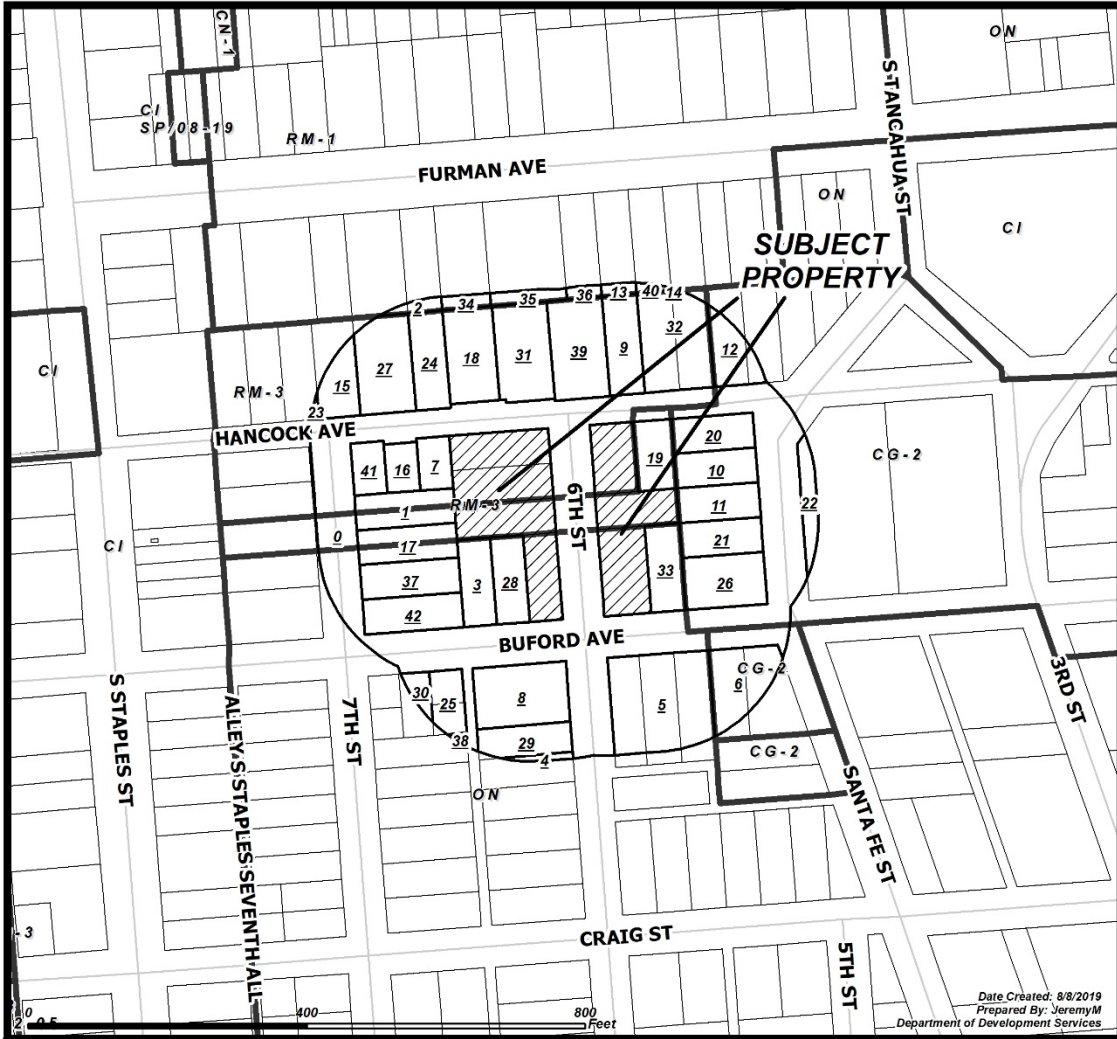 CN-1
ON
CI
SP/08-19
RM-1
S TANCAHUA ST
FURMAN AVE
ON
CI
SUBJECT
PROPERTY
2
34
35
36
13
40
14
CI
RM-3
15
27
24
18
31
39
9
32
12
23
HANCOCK AVE
41
16
7
19
20
CG-2
10
1
RM-3
6TH ST
11
22
0
CI
17
21
37
3
28
33
26
42
BUFORD AVE
S STAPLES ST
ALLEY S STAPLES SEVENTH ALL
7TH ST
30
25
8
5
CG-2
6
3RD ST
38
29
4
CG-2
ON
SANTA FE ST
-3
CRAIG ST
5TH ST
Date Created: 8/8/2019
Prepared By: JeremyM
Department of Development Services
0
400
800
Feet